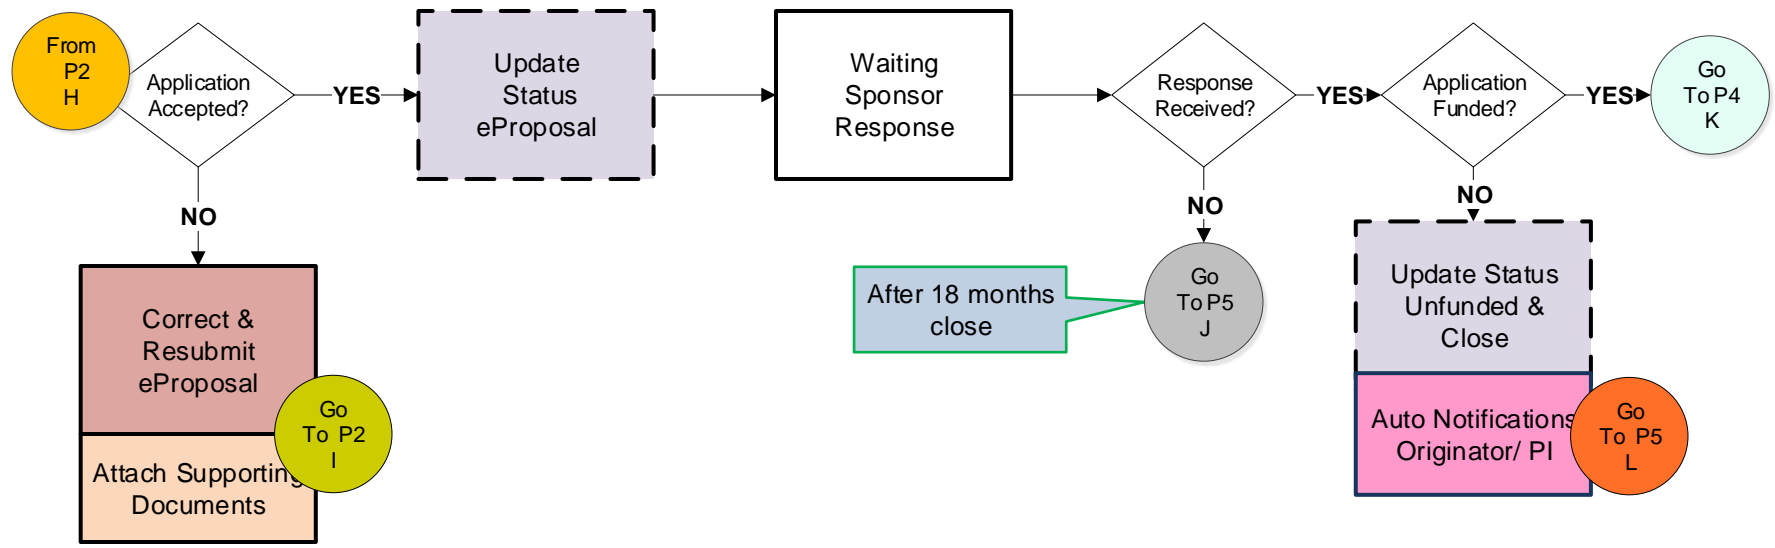 From
P2
H
Application
Accepted?
YES
Update
Status
eProposal
Waiting
Sponsor
Response
Response
Received?
YES
Application
Funded?
YES
Go
To P4
K
NO
Correct &
Resubmit
eProposal
Attach Supporting
Documents
Go
To P2
I
NO
After 18 months
close
Go
To P5
J
NO
Update Status
Unfunded &
Close
Auto Notifications
Originator/ PI
Go
To P5
L